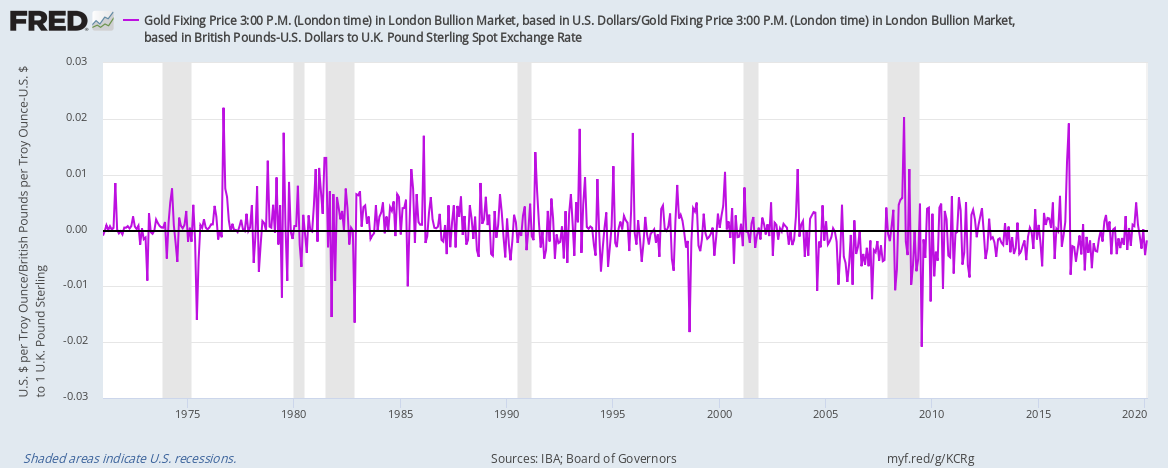 FRED
Gold Fixing Price 3:00 P.M. (London time) in London Bullion Market, based in U.S. Dollars/Gold Fixing Price 3:00 P.M. (London time) in London Bullion Market,
based in British Pounds-U.S. Dollars to U.K. Pound Sterling Spot Exchange Rate
U.S. $ per Troy Ounce/British Pounds per Troy Ounce-U.S. $
to 1 U.K. Pound Sterling
0.03
0.02
0.01
0.00
-0.01
-0.02
-0.03
1975 1980 1985 1990 1995 2000 2005 2010 2015 2020
Shaded areas indicate U.S. recessions. Sources: IBA; Board of Governors myf.red/g/KCRg